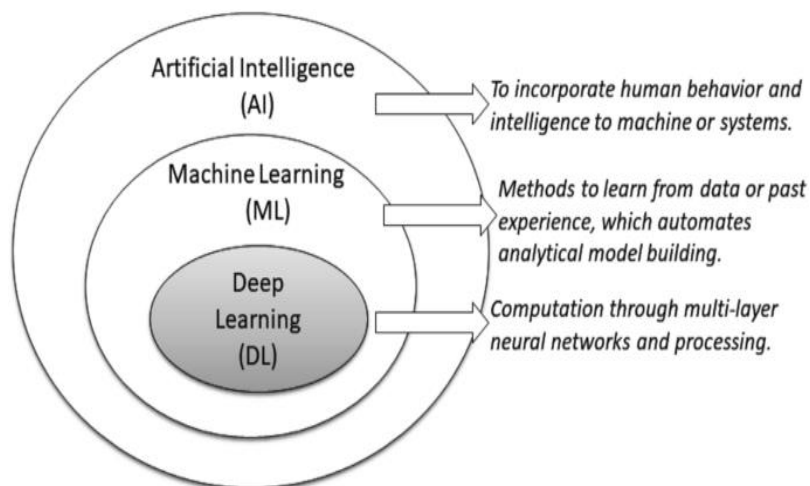 Artificial Intelligence
(AI)
To incorporate human behavior and
intelligence to machine or systems.
Machine Learning
(ML)
Methods to learn from data or past
experience, which automates
analytical model building.
Deep
Learning
(DL)
Computation through multi-layer
neural networks and processing.